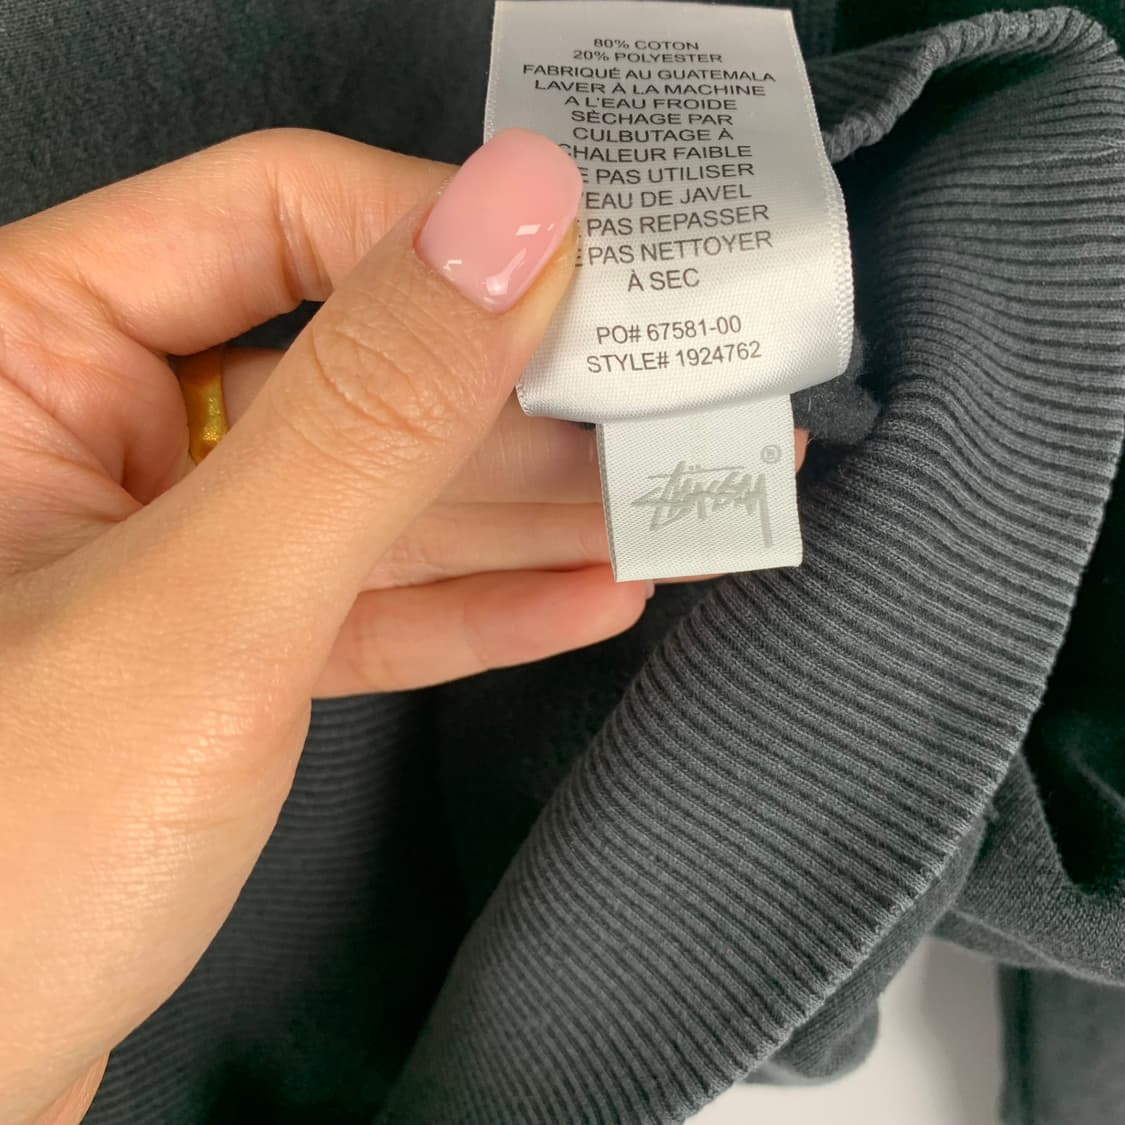 80% COTON
20% POLYESTER
FABRIQUÉ AU GUATEMALA
LAVER À LA MACHINE
A L'EAU FROIDE
SÈCHAGE PAR
CULBUTAGE À
CHALEUR FAIBLE
PAS UTILISER
EAU DE JAVEL
PAS REPASSER
PAS NETTOYER
À SEC
PO# 67581-00
STYLE# 1924762
STÜSSY ®